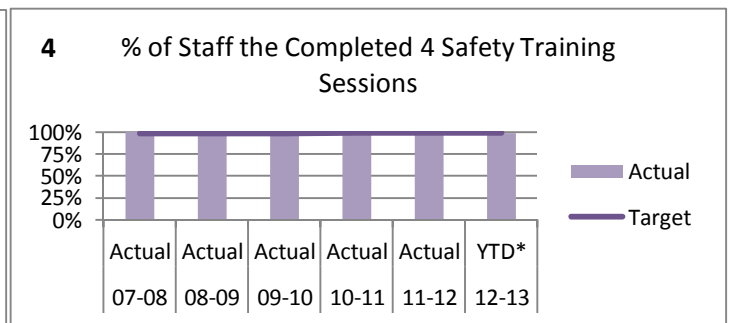 4 % of Staff the Completed 4 Safety Training
Sessions
100%
75%
50%
25%
0%
Actual Actual Actual Actual Actual YTD*
07-08 08-09 09-10 10-11 11-12 12-13
Actual
Target